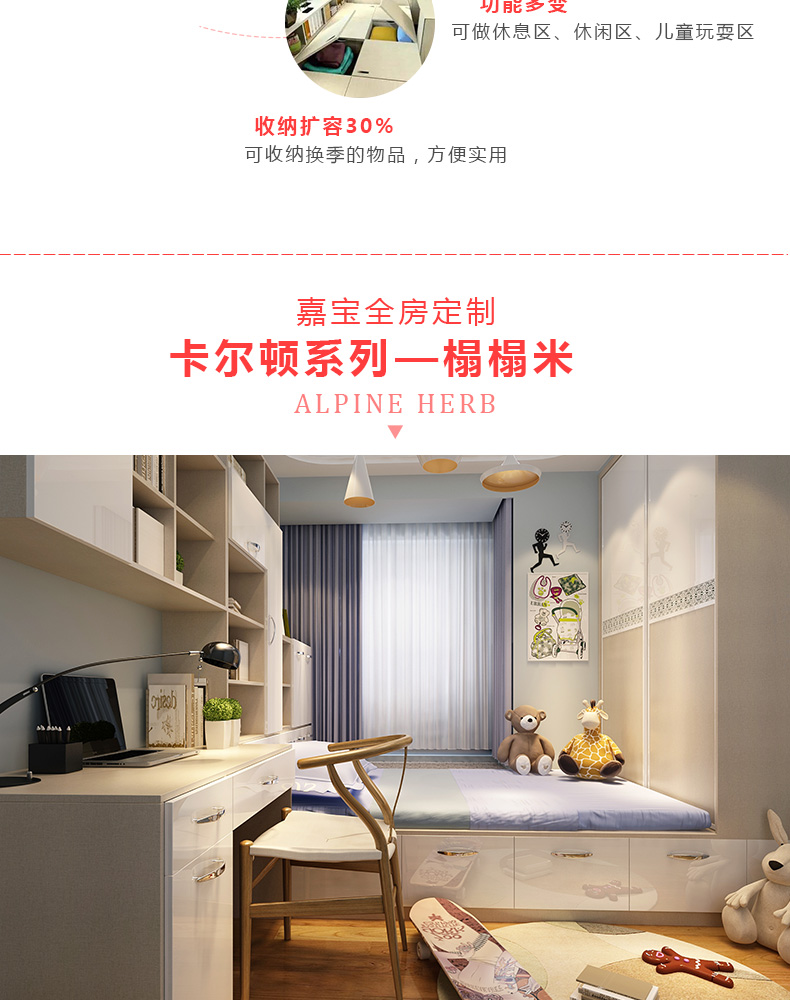 功能多变
可做休息区、休闲区、儿童玩耍区
收纳扩容30%
可收纳换季的物品，方便实用
嘉宝全房定制
卡尔顿系列—榻榻米
ALPINE HERB